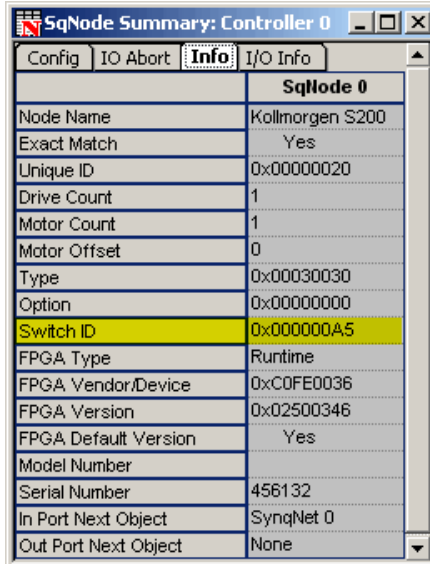 SqNode Summary: Controller 0
Config IO Abort Info I/O Info
SqNode 0
Node Name Kollmorgen S200
Exact Match Yes
Unique ID 0x00000020
Drive Count 1
Motor Count 1
Motor Offset 0
Type 0x00030030
Option 0x00000000
Switch ID 0x000000A5
FPGA Type Runtime
FPGA Vendor/Device 0xC0FE0036
FPGA Version 0x02500346
FPGA Default Version Yes
Model Number
Serial Number 456132
In Port Next Object SynqNet 0
Out Port Next Object None